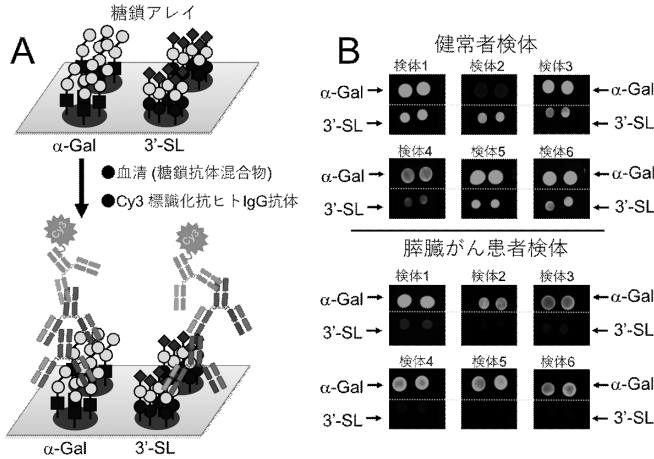 糖鎖アレイ
A
α-Gal 3'-SL
●血清 (糖鎖抗体混合物)
●Cy3 標識化抗ヒトIgG抗体
Cy3 Cy3
α-Gal 3'-SL
B
健常者検体
検体1 検体2 検体3
α-Gal α-Gal
3'-SL 3'-SL
検体4 検体5 検体6
α-Gal α-Gal
3'-SL 3'-SL
膵臓がん患者検体
検体1 検体2 検体3
α-Gal α-Gal
3'-SL 3'-SL
検体4 検体5 検体6
α-Gal α-Gal
3'-SL 3'-SL